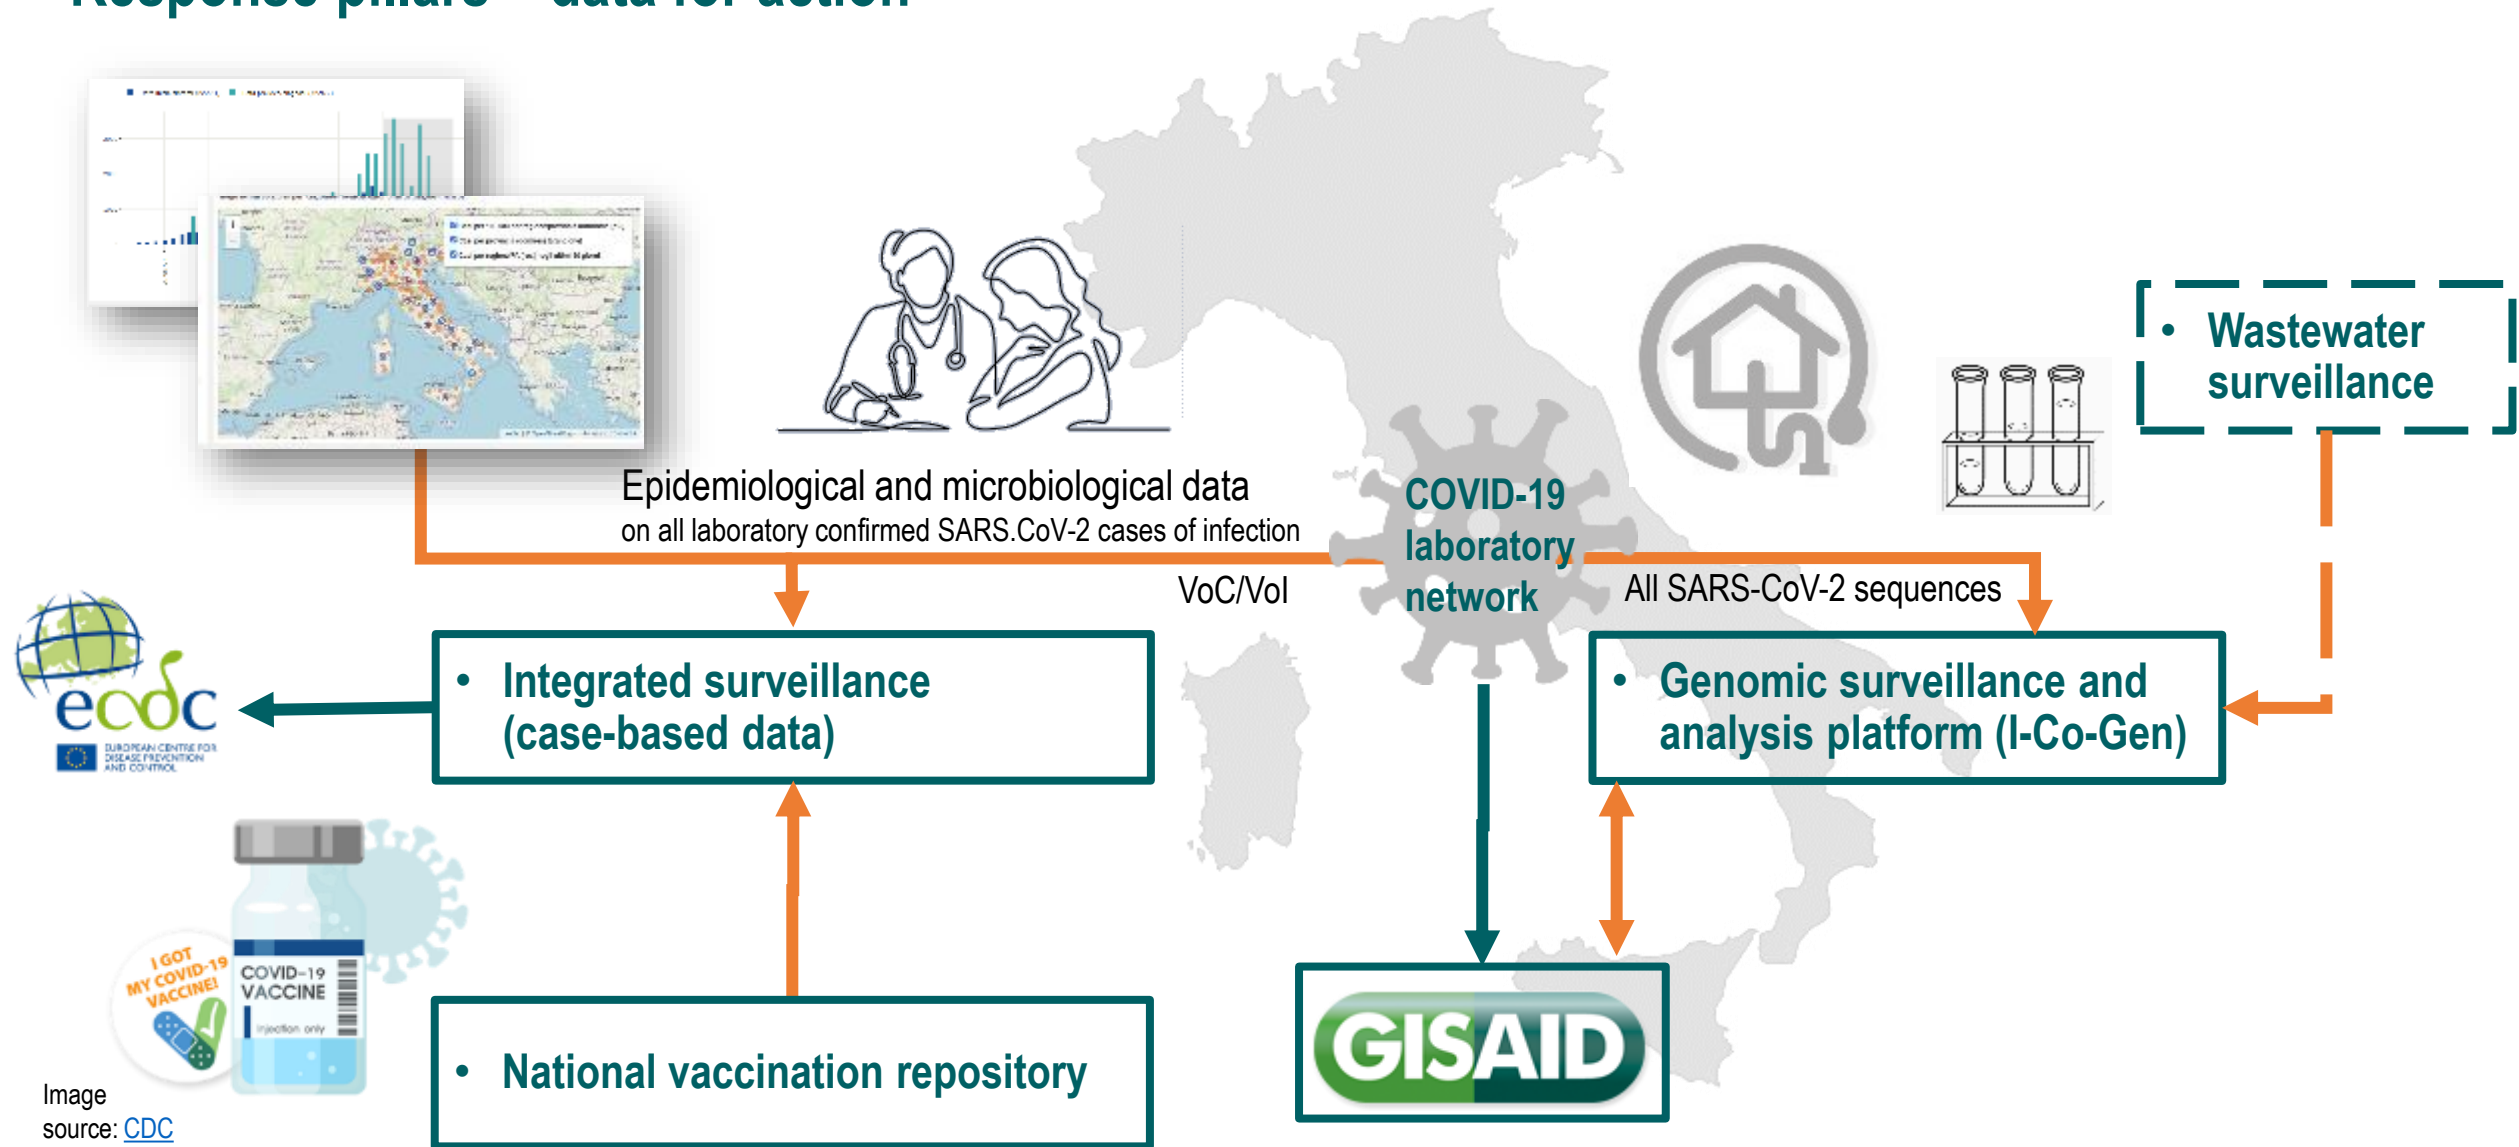 Response pillars – data for action
Epidemiological and microbiological data
on all laboratory confirmed SARS.CoV-2 cases of infection
VoC/VoI
COVID-19
laboratory
network
All SARS-CoV-2 sequences
• Wastewater
surveillance
ecdc
EUROPEAN CENTRE FOR
DISEASE PREVENTION
AND CONTROL
• Integrated surveillance
(case-based data)
• Genomic surveillance and
analysis platform (I-Co-Gen)
I GOT
MY COVID-19
VACCINE!
COVID-19
VACCINE
Injection only
• National vaccination repository
GISAID
Image
source: CDC